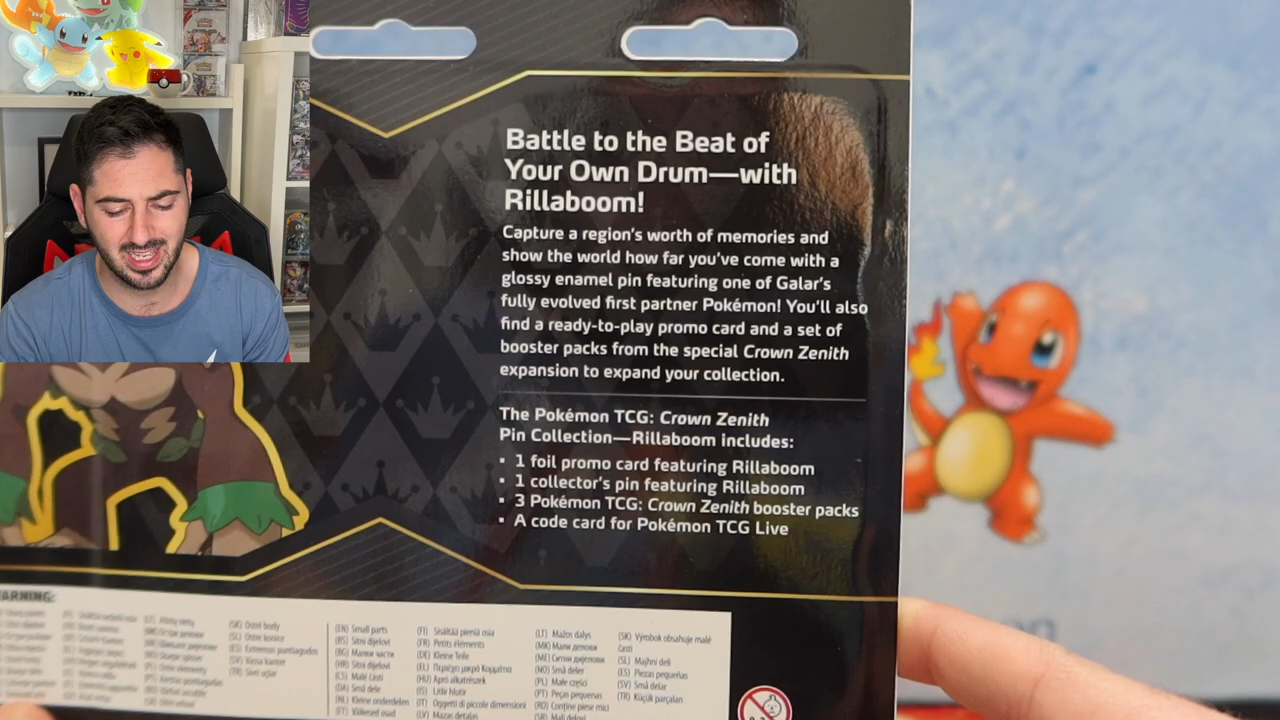 Battle to the Beat of
Your Own Drum—with
Rillaboom!
Capture a region's worth of memories and
show the world how far you've come with a
glossy enamel pin featuring one of Galar's
fully evolved first partner Pokémon! You'll also
find a ready-to-play promo card and a set of
booster packs from the special Crown Zenith
expansion to expand your collection.
The Pokémon TCG: Crown Zenith
Pin Collection—Rillaboom includes:
▪ 1 foil promo card featuring Rillaboom
▪ 1 collector's pin featuring Rillaboom
▪ 3 Pokémon TCG: Crown Zenith booster packs
▪ A code card for Pokémon TCG Live
(EN) Small parts
(BS) Sitni dijelovi
(BG) Малки части
(HR) Sitni dijelovi
(CS) Malé části
(DA) Små dele
(NL) Kleine onderdelen
(ET) Väikesed osad
(FI) Sisältää pieniä osia
(FR) Petits éléments
(DE) Kleine Teile
(EL) Περιέχει μικρά Κομμάτια
(HU) Apró alkatrészek
(IS) Litlir hlutir
(IT) Oggetti di piccole dimensioni
(LV) Mazas detaļas
(LT) Mažos dalys
(MK) Мали делови
(ME) Ситни дијелови
(NO) Små deler
(PL) Małe części
(PT) Peças pequenas
(RO) Conține piese mici
(SR) Mali delovi
(SK) Výrobok obsahuje malé
časti
(SL) Majhni deli
(ES) Piezas pequeñas
(SV) Små delar
(TR) Küçük parçaları